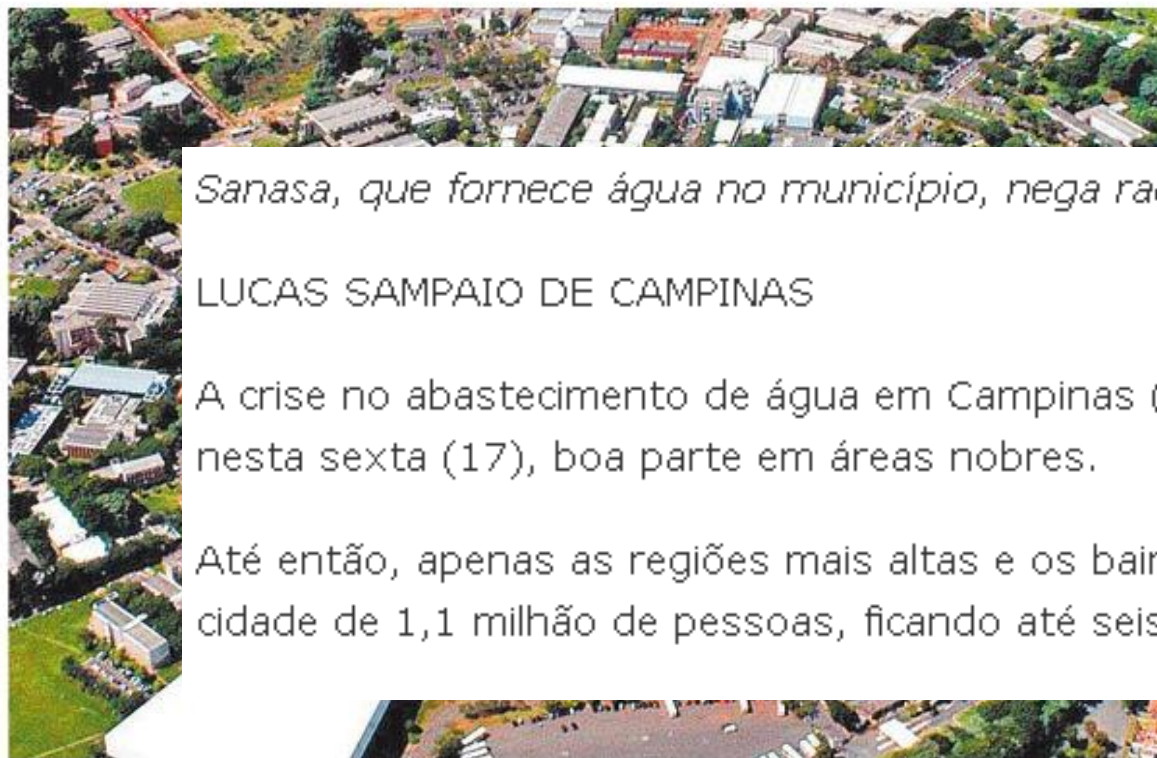 Sanasa, que fornece água no município, nega
LUCAS SAMPAIO DE CAMPINAS
A crise no abastecimento de água em Campinas (
nesta sexta (17), boa parte em áreas nobres.
Até então, apenas as regiões mais altas e os
cidade de 1,1 milhão de pessoas, ficando até seis